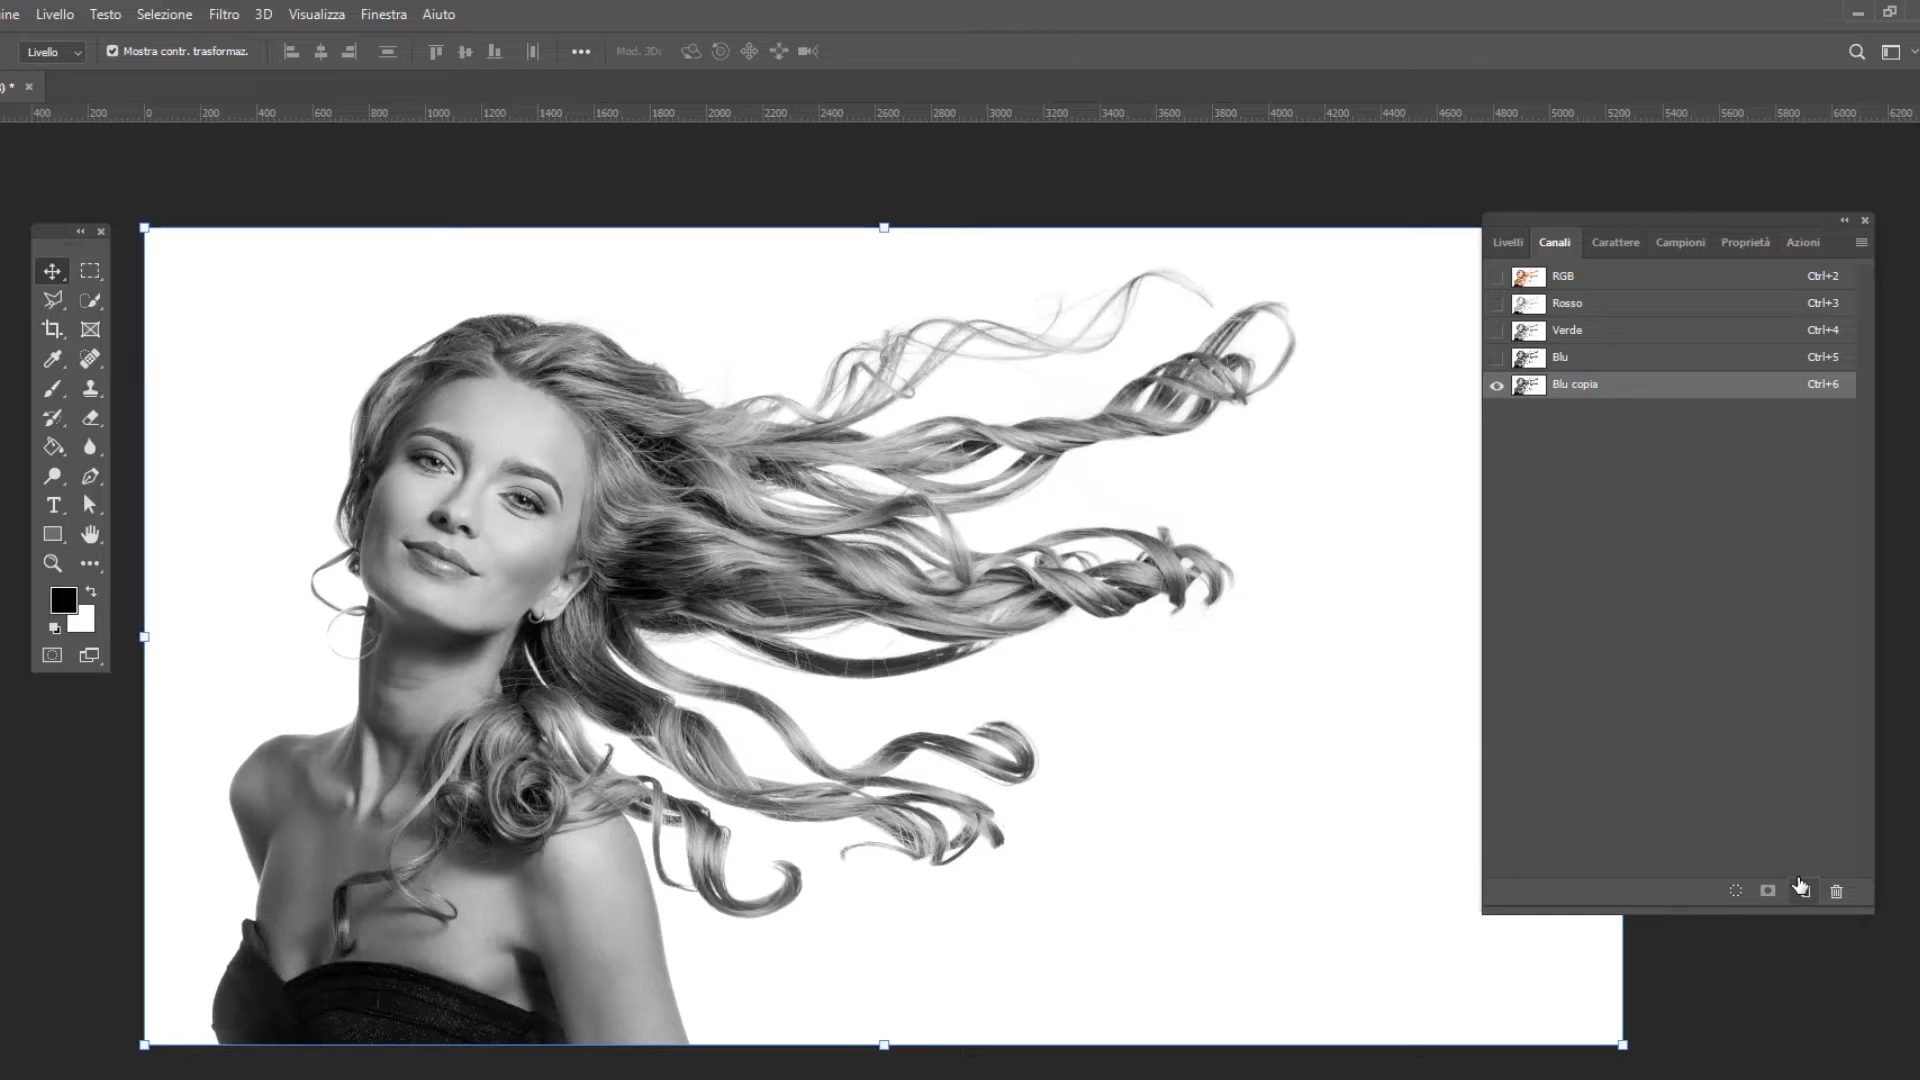 ine Livello Testo Selezione Filtro 3D Visualizza Finestra Aiuto
Livello Mostra contr. trasformaz. Mod. 3D:
) *
400 200 0 200 400 600 800 1000 1200 1400 1600 1800 2000 2200 2400 2600 2800 3000 3200 3400 3600 3800 4000 4200 4400 4600 4800 5000 5200 5400 5600 5800 6000 6200
Livelli Canali Carattere Campioni Proprietà Azioni
RGB Ctrl+2
Rosso Ctrl+3
Verde Ctrl+4
Blu Ctrl+5
Blu copia Ctrl+6